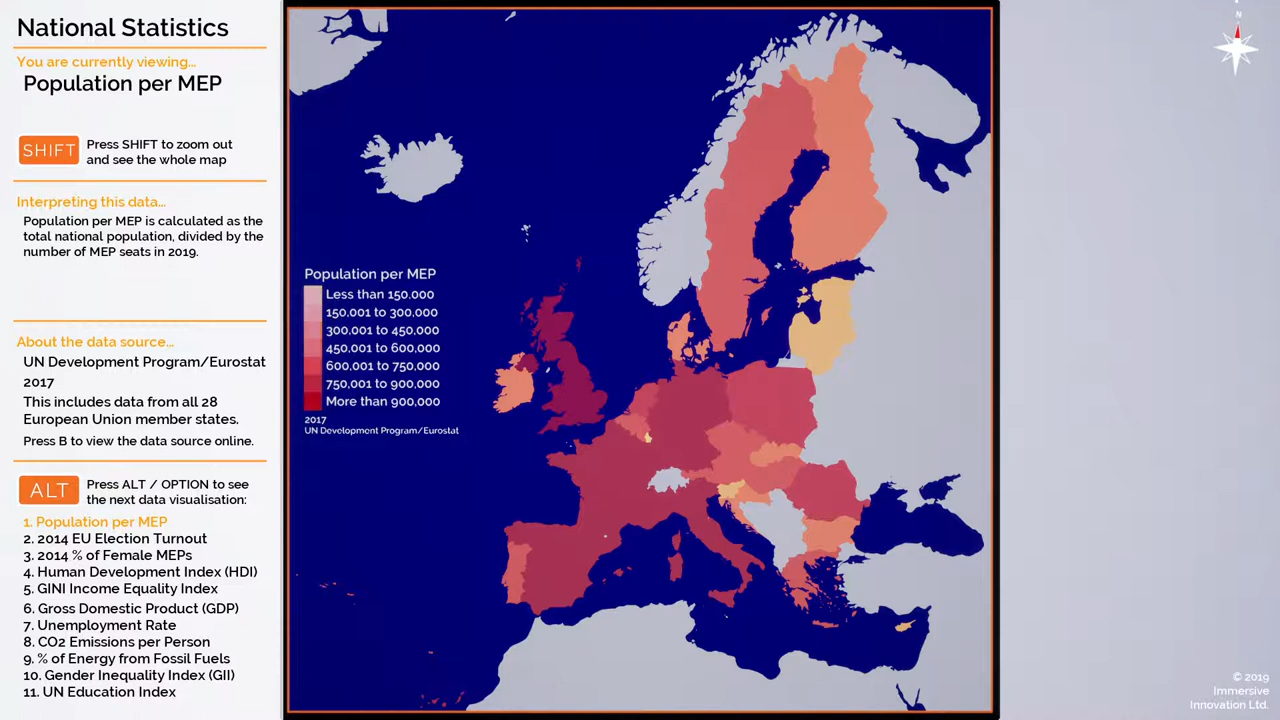 National Statistics
You are currently viewing...
Population per MEP
SHIFT
Press SHIFT to zoom out
and see the whole map
Interpreting this data...
Population per MEP is calculated as the
total national population, divided by the
number of MEP seats in 2019.
About the data source...
UN Development Program/Eurostat
2017
This includes data from all 28
European Union member states.
Press B to view the data source online.
ALT
Press ALT / OPTION to see
the next data visualisation:
1. Population per MEP
2. 2014 EU Election Turnout
3. 2014 % of Female MEPs
4. Human Development Index (HDI)
5. GINI Income Equality Index
6. Gross Domestic Product (GDP)
7. Unemployment Rate
8. CO2 Emissions per Person
9. % of Energy from Fossil Fuels
10. Gender Inequality Index (GII)
11. UN Education Index
Population per MEP
Less than 150.000
150,001 to 300,000
300,001 to 450,000
450,001 to 600,000
600,001 to 750,000
750,001 to 900,000
More than 900,000
2017
UN Development Program/Eurostat
N
© 2019
Immersive
Innovation Ltd.